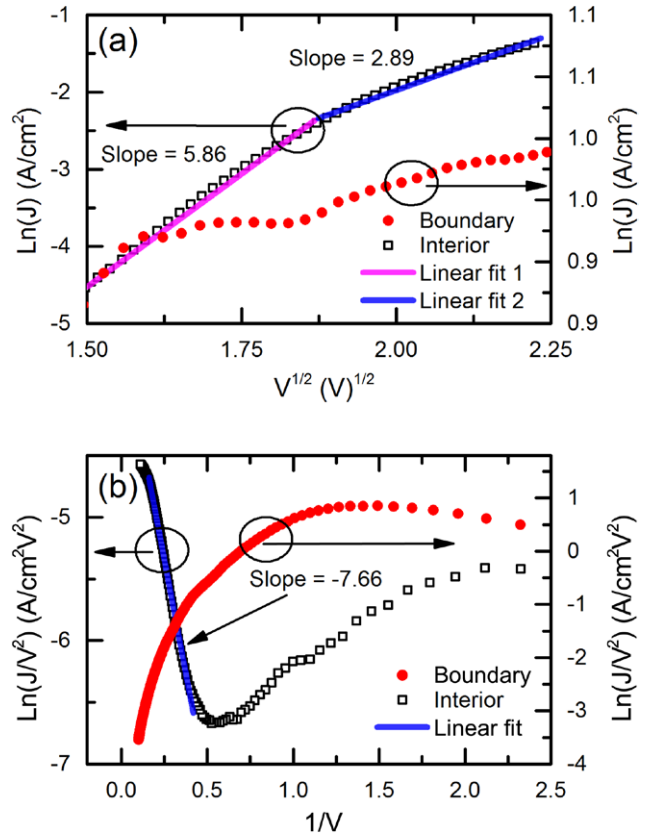 (a)
Slope = 2.89
Slope = 5.86
Boundary
Interior
Linear fit 1
Linear fit 2
-1
-2
-3
-4
-5
Ln(J) (A/cm²)
1.1
1.1
1.0
1.0
0.9
0.9
Ln(J) (A/cm²)
1.50
1.75
2.00
2.25
V^1/2 (V)^1/2
(b)
Slope = -7.66
Boundary
Interior
Linear fit
-5
-6
-7
Ln(J/V²) (A/cm²V²)
1
0
-1
-2
-3
-4
Ln(J/V²) (A/cm²V²)
0.0
0.5
1.0
1.5
2.0
2.5
1/V